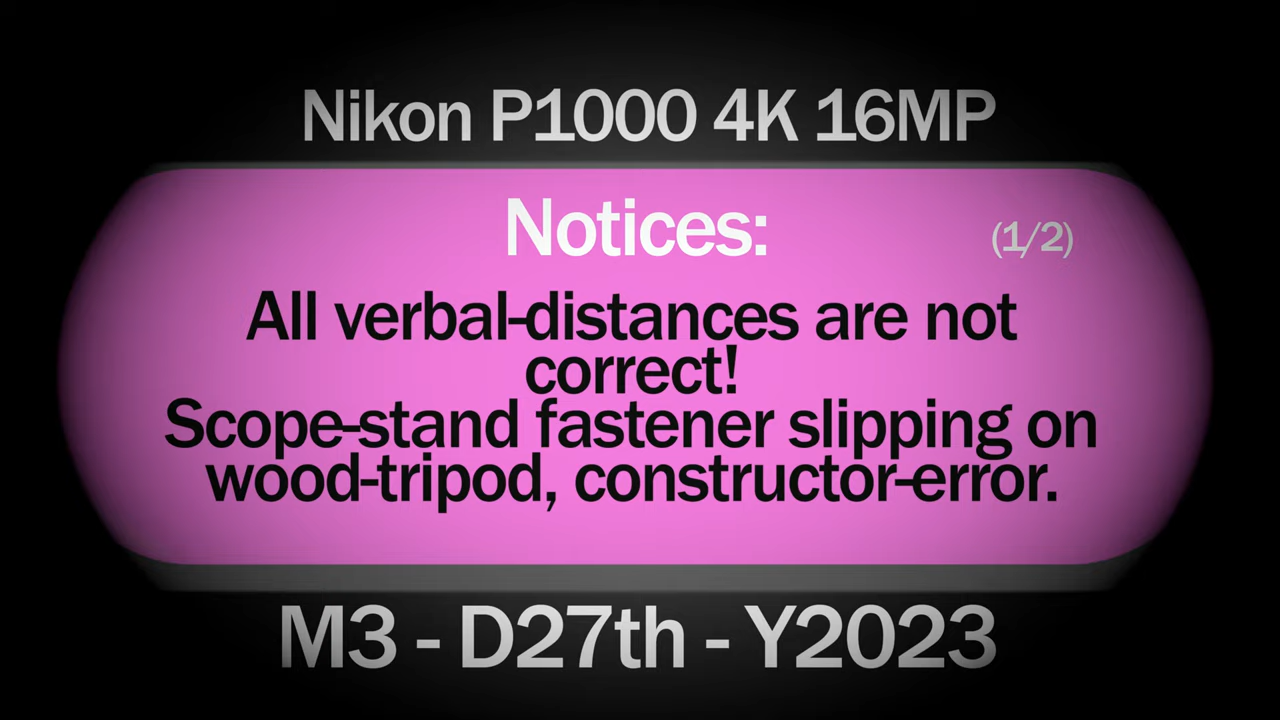 Nikon P1000 4K 16MP
Notices:
(1/2)
All verbal-distances are not
correct!
Scope-stand fastener slipping on
wood-tripod, constructor-error.
M3 - D27th - Y2023